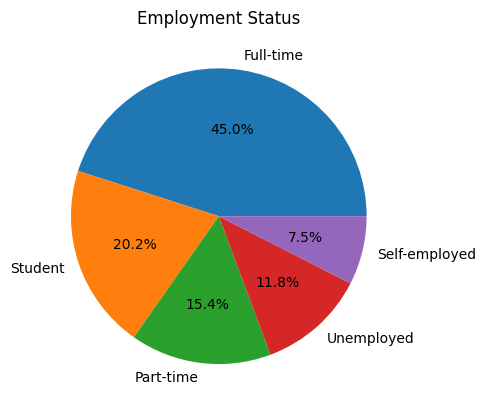 Employment Status
Full-time
45.0%
20.2%
7.5%
Student
Self-employed
11.8%
15.4%
Unemployed
Part-time